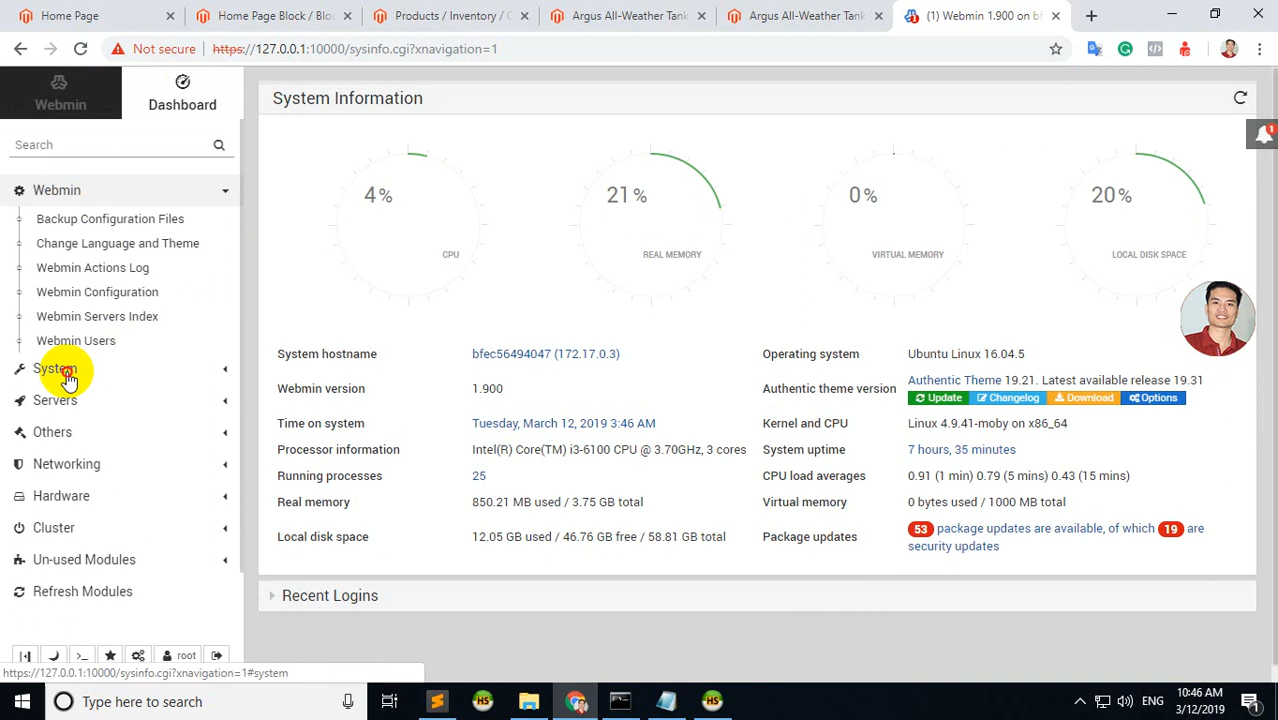 Home Page
Home Page Block / Bloc
Products / Inventory / C
Argus All-Weather Tank
Argus All-Weather Tank
(1) Webmin 1.900 on bf
Not secure
https://127.0.0.1:10000/sysinfo.cgi?xnavigation=1
Webmin
Dashboard
Search
Webmin
Backup Configuration Files
Change Language and Theme
Webmin Actions Log
Webmin Configuration
Webmin Servers Index
Webmin Users
System
Servers
Others
Networking
Hardware
Cluster
Un-used Modules
Refresh Modules
root
https://127.0.0.1:10000/sysinfo.cgi?xnavigation=1#system
System Information
1
4%
CPU
21%
REAL MEMORY
0%
VIRTUAL MEMORY
20%
LOCAL DISK SPACE
System hostname bfec56494047 (172.17.0.3)
Operating system Ubuntu Linux 16.04.5
Webmin version 1.900
Authentic theme version Authentic Theme 19.21. Latest available release 19.31
Update Changelog Download Options
Time on system Tuesday, March 12, 2019 3:46 AM
Kernel and CPU Linux 4.9.41-moby on x86_64
Processor information Intel(R) Core(TM) i3-6100 CPU @ 3.70GHz, 3 cores
System uptime 7 hours, 35 minutes
Running processes 25
CPU load averages 0.91 (1 min) 0.79 (5 mins) 0.43 (15 mins)
Real memory 850.21 MB used / 3.75 GB total
Virtual memory 0 bytes used / 1000 MB total
Local disk space 12.05 GB used / 46.76 GB free / 58.81 GB total
Package updates 53 package updates are available, of which 19 are
security updates
Recent Logins
Type here to search
HS
HS
ENG
10:46 AM
3/12/2019